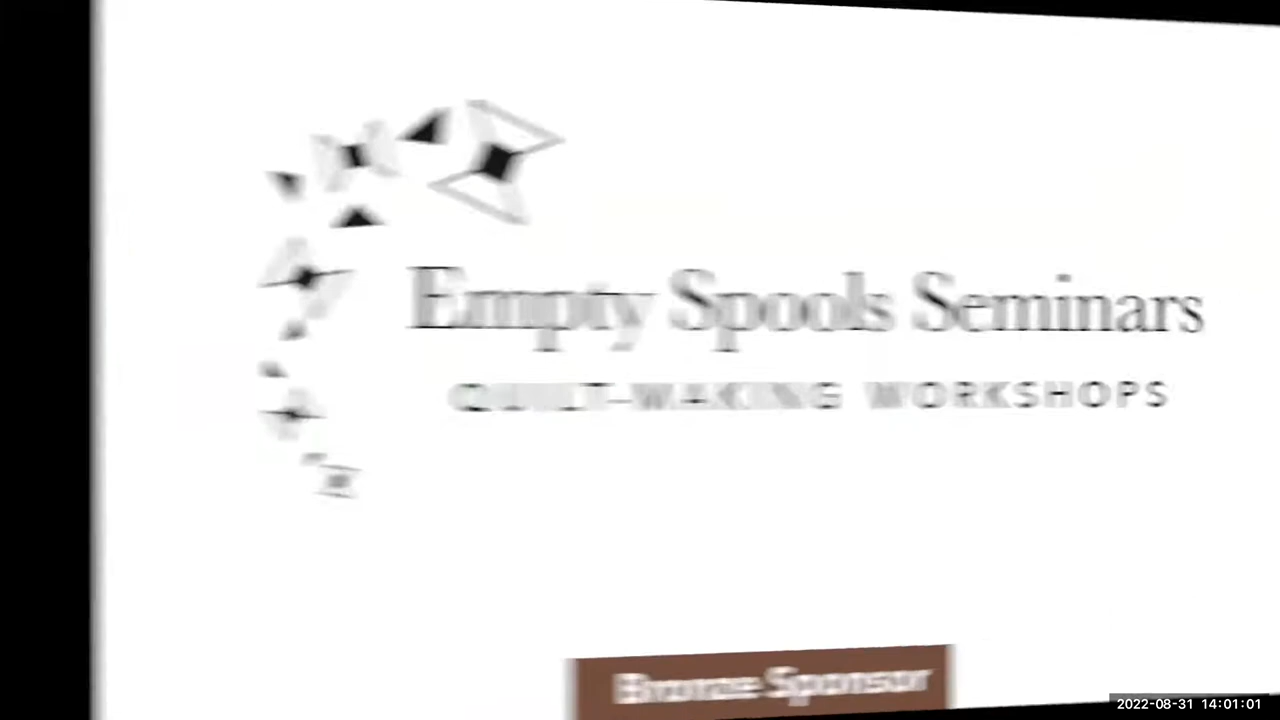 Empty Spools Seminars
QUILT-MAKING WORKSHOPS
Bronze Sponsor
2022-08-31 14:01:01